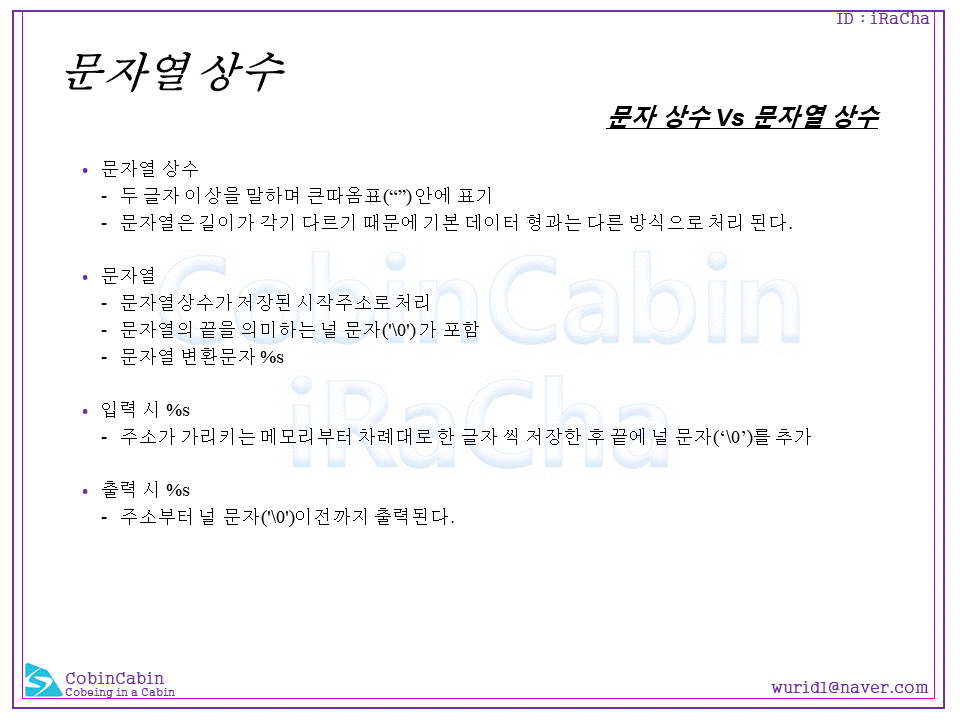 ID : iRaCha
문자열 상수
문자 상수 Vs 문자열 상수
• 문자열 상수
- 두 글자 이상을 말하며 큰따옴표(“”) 안에 표기
- 문자열은 길이가 각기 다르기 때문에 기본 데이터 형과는 다른 방식으로 처리 된다.
• 문자열
- 문자열상수가 저장된 시작주소로 처리
- 문자열의 끝을 의미하는 널 문자('\0') 가 포함
- 문자열 변환문자 %s
• 입력 시 %s
- 주소가 가리키는 메모리부터 차례대로 한 글자 씩 저장한 후 끝에 널 문자(‘\0’)를 추가
• 출력 시 %s
- 주소부터 널 문자('\0')이전까지 출력된다.
CobinCabin
iRaCha
CobinCabin
Cobeing in a Cabin
wurid1@naver.com